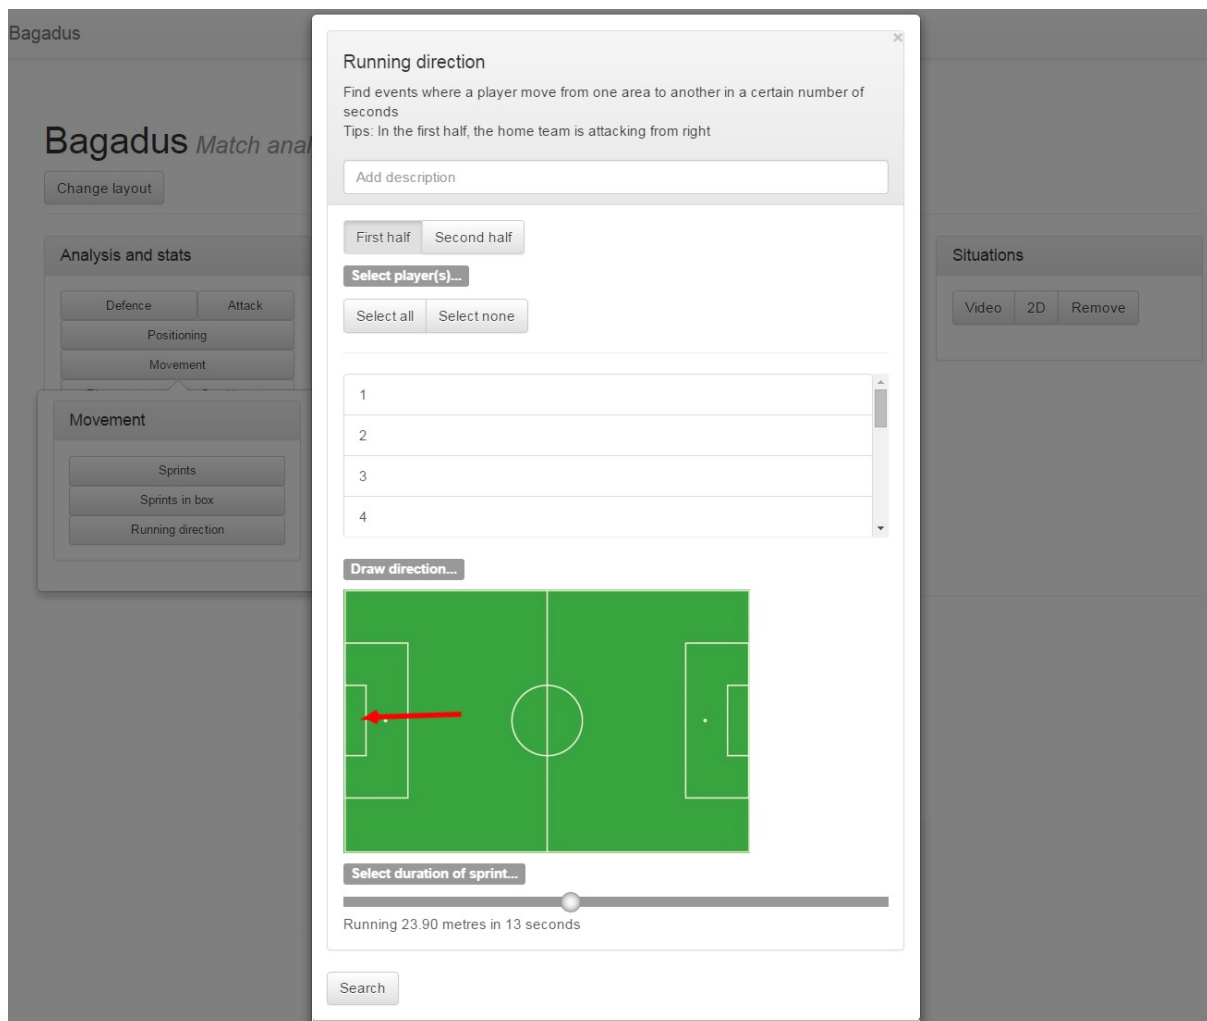 Bagadus
Bagadus Match anal
Change layout
Analysis and stats
Defence
Attack
Positioning
Movement
Movement
Sprints
Sprints in box
Running direction
×
Running direction
Find events where a player move from one area to another in a certain number of
seconds
Tips: In the first half, the home team is attacking from right
Add description
First half
Second half
Select player(s)...
Select all
Select none
1
2
3
4
Draw direction...
Select duration of sprint...
Running 23.90 metres in 13 seconds
Search
Situations
Video
2D
Remove